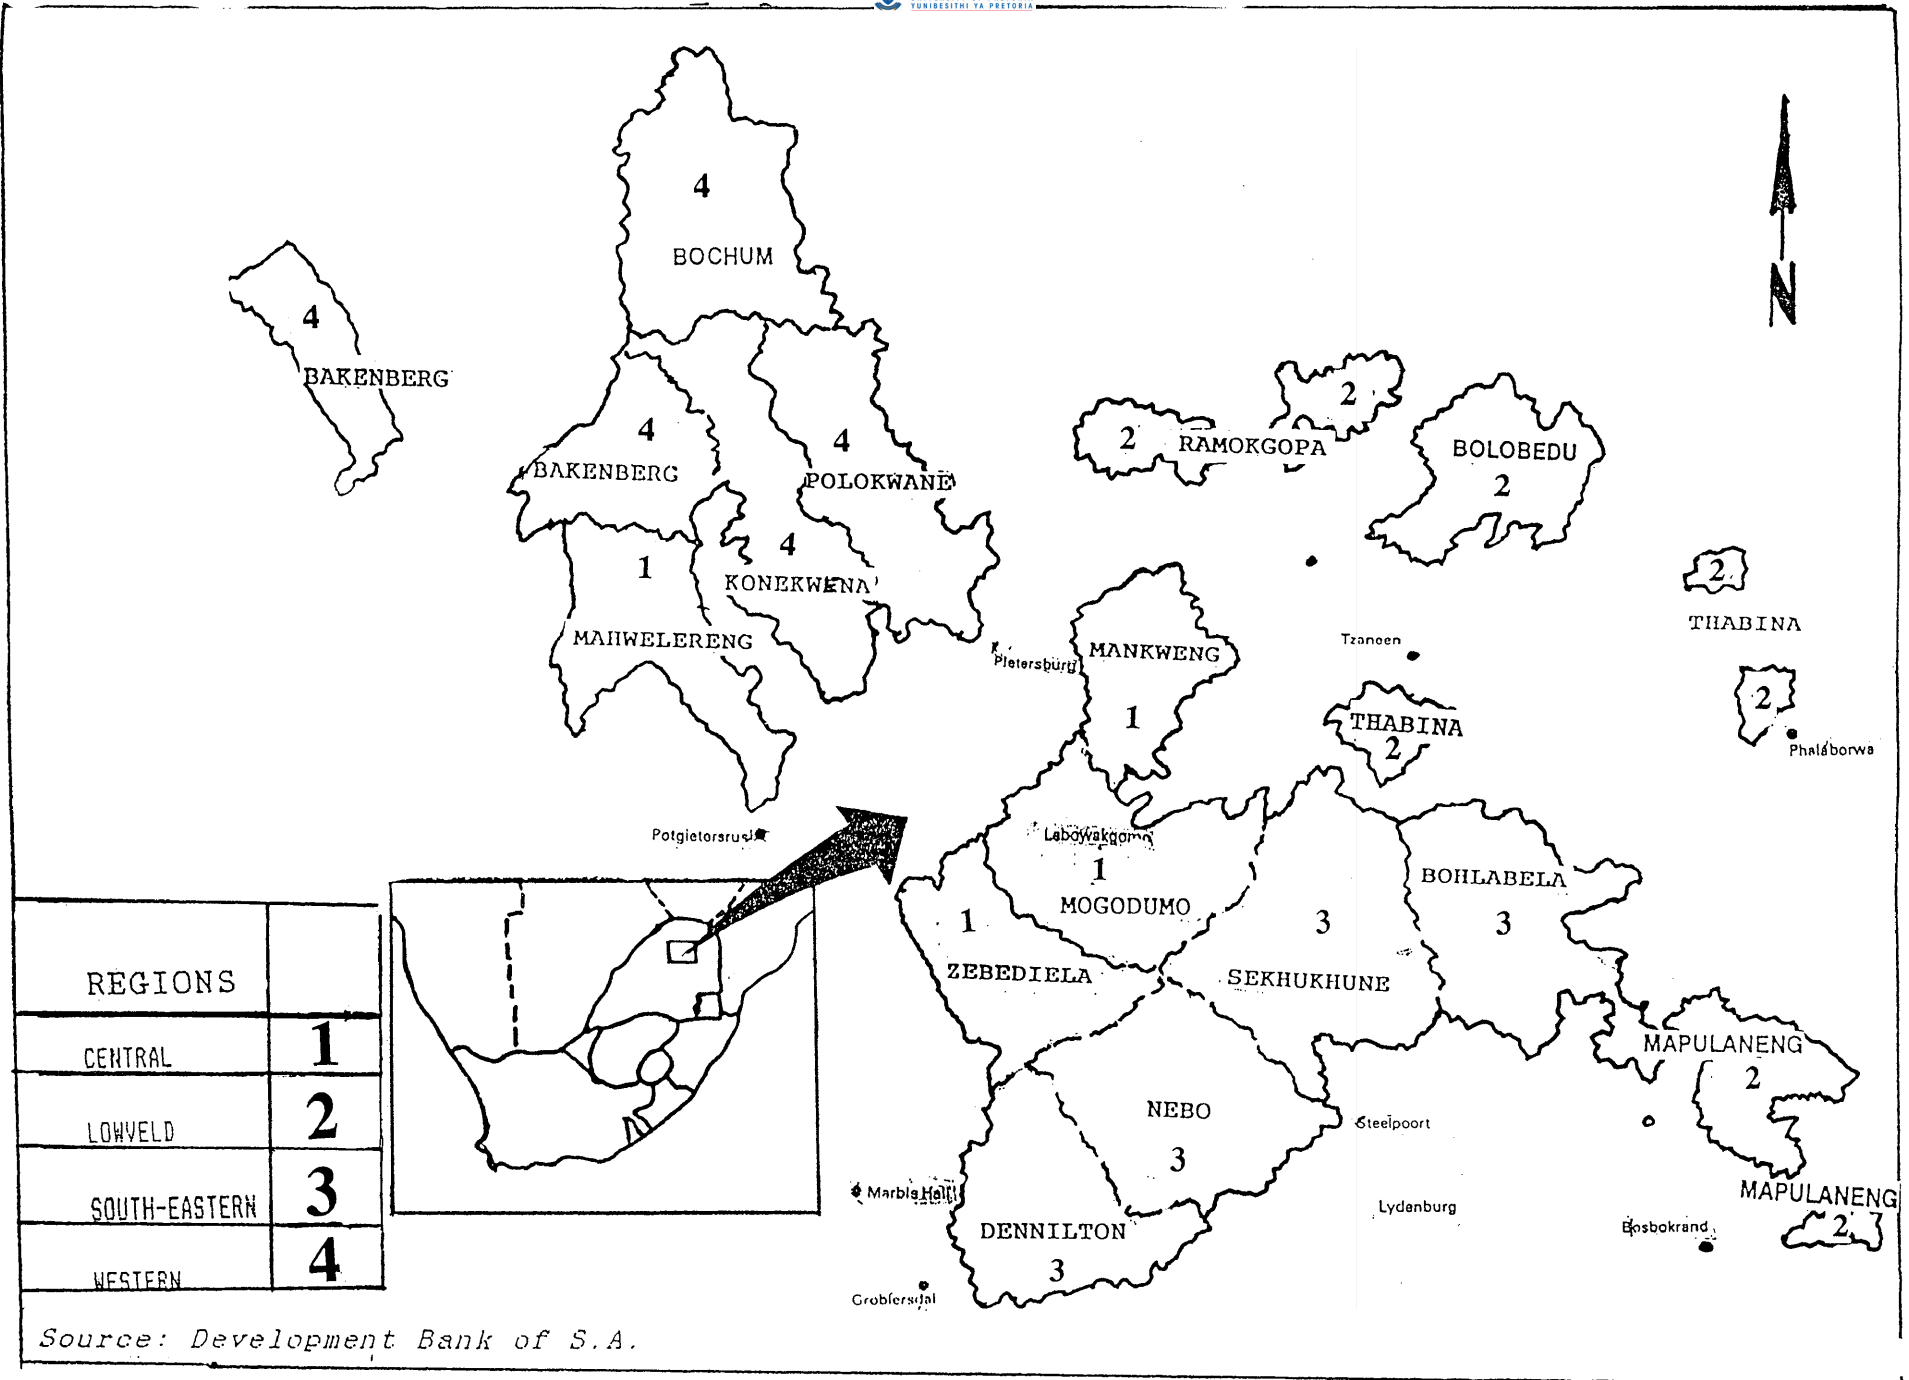 YUNIBESITHI YA PRETORIA
4
BOCHUM
4
BAKENBERG
4
BAKENBERG
4
POLOKWANE
4
KONEKWENA
1
MAHWELERENG
2
2
RAMOKGOPA
BOLOBEDU
2
2
THABINA
2
Phalaborwa
Tzaneen
THABINA
2
Pietersburg
MANKWENG
1
N
Potgietersrus
Lebowakgomo
1
MOGODUMO
1
ZEBEDIELA
3
SEKHUKHUNE
BOHLABELA
3
MAPULANENG
2
NEBO
3
Steelpoort
Marble Hall
DENNILTON
3
Lydenburg
MAPULANENG
2
Bosbokrand
Groblersdal
REGIONS
CENTRAL 1
LOWVELD 2
SOUTH-EASTERN 3
WESTERN 4
Source: Development Bank of S.A.